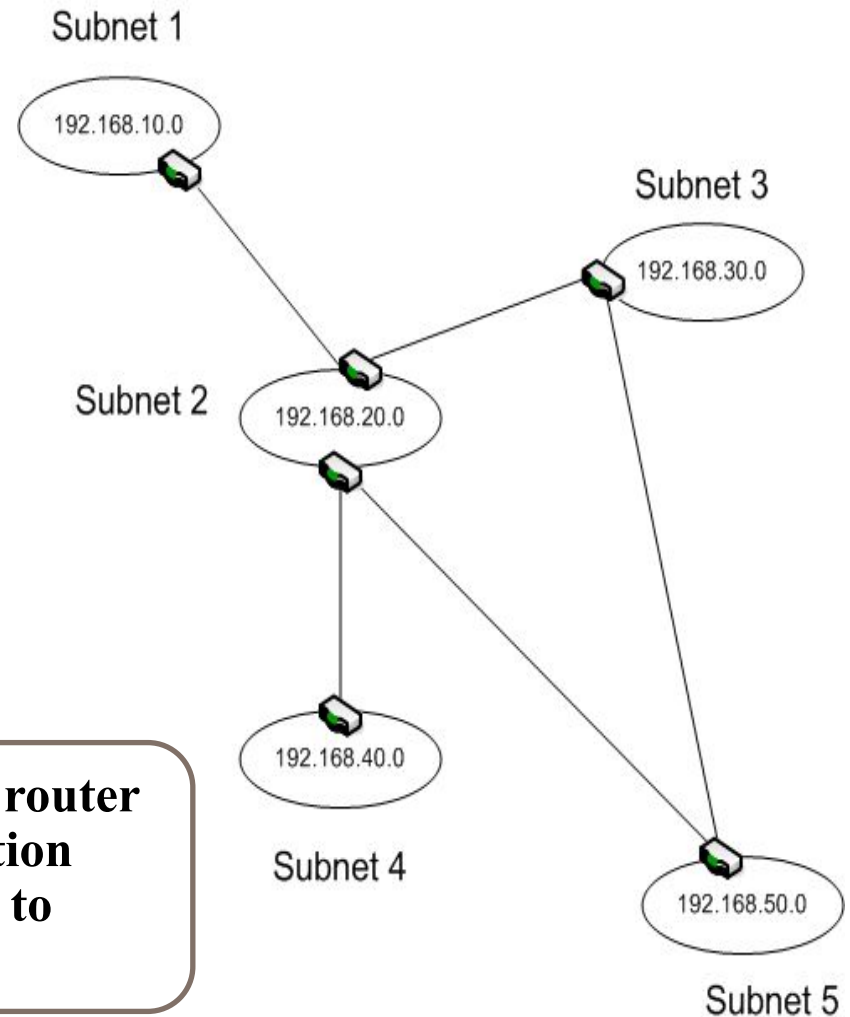 Subnet 1
192.168.10.0
Subnet 3
192.168.30.0
Subnet 2
192.168.20.0
192.168.40.0
Subnet 4
192.168.50.0
Subnet 5
router
tion
to